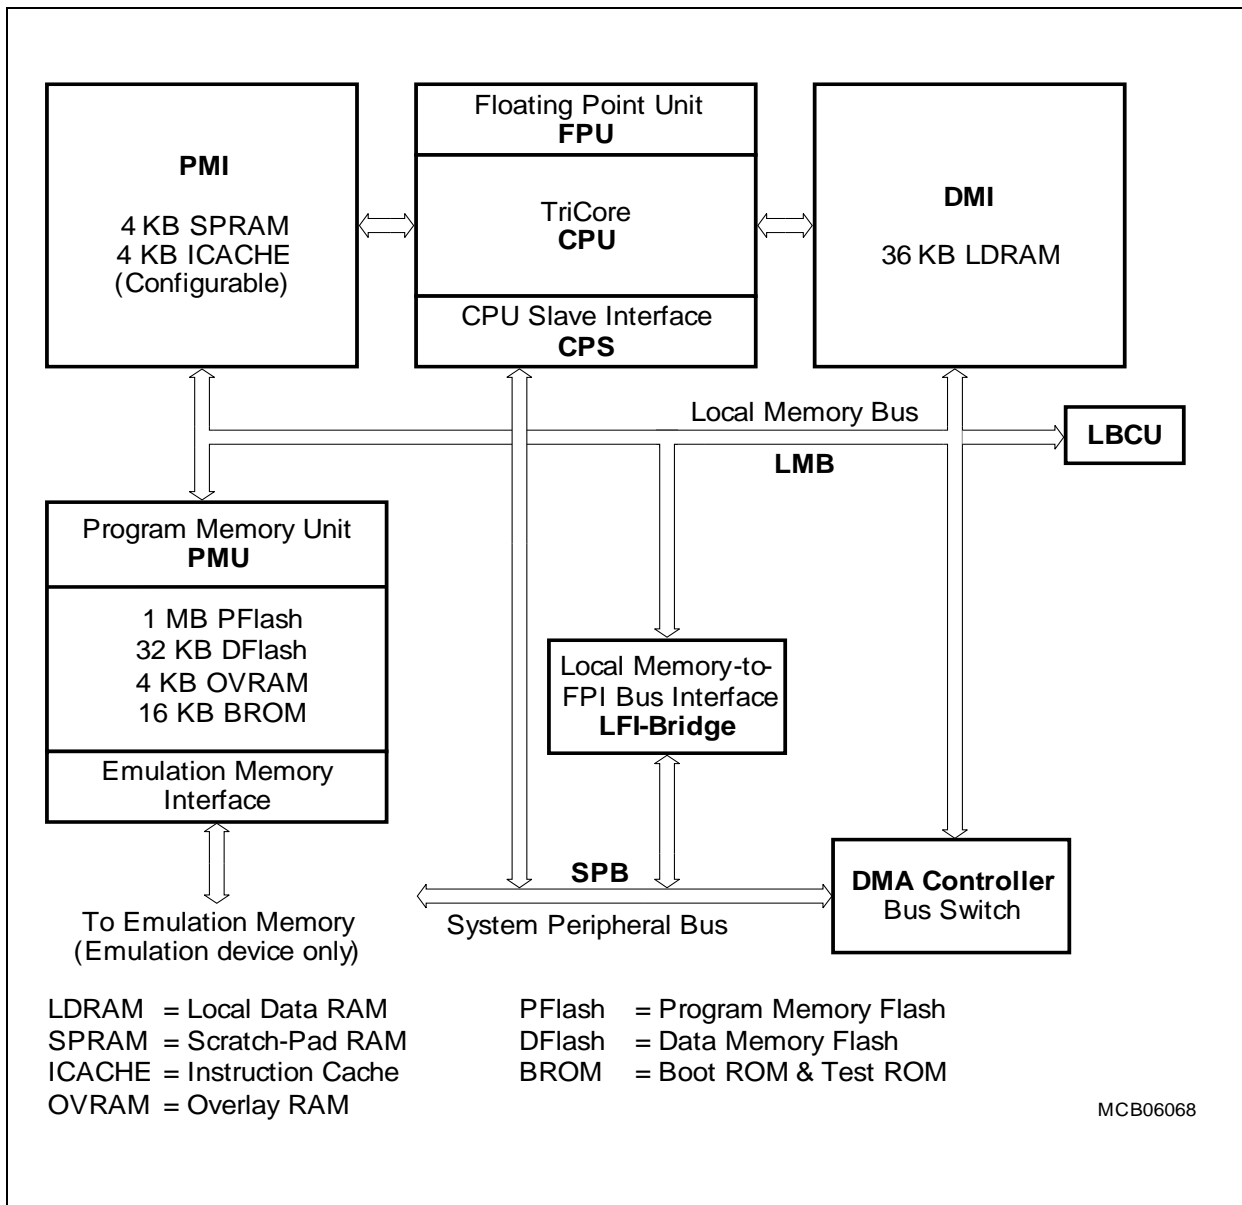 PMI
4 KB SPRAM
4 KB ICACHE
(Configurable)
Floating Point Unit
FPU
TriCore
CPU
CPU Slave Interface
CPS
DMI
36 KB LDRAM
Local Memory Bus
LMB
LBCU
Program Memory Unit
PMU
1 MB PFlash
32 KB DFlash
4 KB OVRAM
16 KB BROM
Emulation Memory
Interface
To Emulation Memory
(Emulation device only)
Local Memory-to-
FPI Bus Interface
LFI-Bridge
SPB
System Peripheral Bus
DMA Controller
Bus Switch
LDRAM = Local Data RAM
SPRAM = Scratch-Pad RAM
ICACHE = Instruction Cache
OVRAM = Overlay RAM
PFlash = Program Memory Flash
DFlash = Data Memory Flash
BROM = Boot ROM & Test ROM
MCB06068